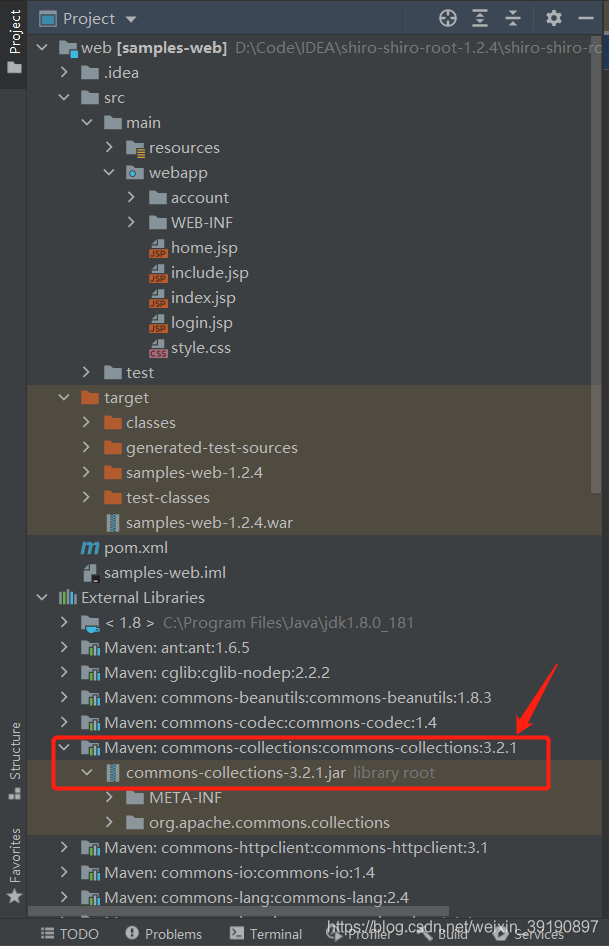 Project
Project
web [samples-web] D:\Code\IDEA\shiro-shiro-root-1.2.4\shiro-shiro-ro
.idea
src
main
resources
webapp
account
WEB-INF
home.jsp
include.jsp
index.jsp
login.jsp
style.css
test
target
classes
generated-test-sources
samples-web-1.2.4
test-classes
samples-web-1.2.4.war
pom.xml
samples-web.iml
External Libraries
< 1.8 > C:\Program Files\Java\jdk1.8.0_181
Maven: ant:ant:1.6.5
Maven: cglib:cglib-nodep:2.2.2
Maven: commons-beanutils:commons-beanutils:1.8.3
Maven: commons-codec:commons-codec:1.4
Maven: commons-collections:commons-collections:3.2.1
commons-collections-3.2.1.jar library root
META-INF
org.apache.commons.collections
Maven: commons-httpclient:commons-httpclient:3.1
Maven: commons-io:commons-io:1.4
Maven: commons-lang:commons-lang:2.4
Structure
Favorites
TODO Problems Terminal Profiler Build Services
https://blog.csdn.net/weixin_39190897